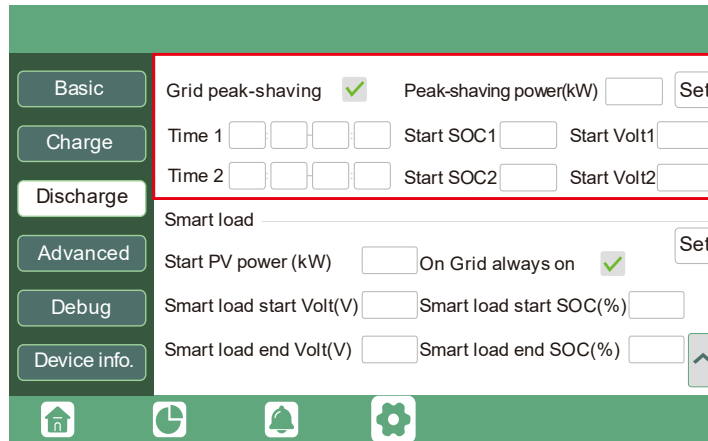 Basic
Charge
Discharge
Advanced
Debug
Device info.
Grid peak-shaving Peak-shaving power(kW) Set
Time 1 : - : Start SOC1 Start Volt1
Time 2 : - : Start SOC2 Start Volt2
Smart load
Set
Start PV power (kW) On Grid always on
Smart load start Volt(V) Smart load start SOC(%)
Smart load end Volt(V) Smart load end SOC(%)